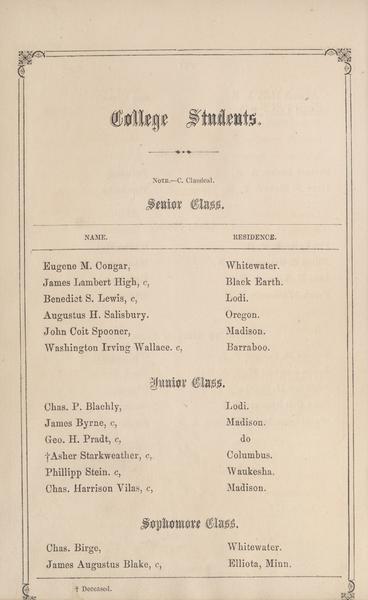 College Students.
NOTE.—C. Classical.
Senior Class.
NAME. RESIDENCE.
Eugene M. Congar, Whitewater.
James Lambert High, c, Black Earth.
Benedict S. Lewis, c, Lodi.
Augustus H. Salisbury. Oregon.
John Coit Spooner, Madison.
Washington Irving Wallace. c, Barraboo.
Junior Class.
Chas. P. Blachly, Lodi.
James Byrne, c, Madison.
Geo. H. Pradt, c, do
†Asher Starkweather, c, Columbus.
Phillipp Stein. c, Waukesha.
Chas. Harrison Vilas, c, Madison.
Sophomore Class.
Chas. Birge, Whitewater.
James Augustus Blake, c, Elliota, Minn.
† Deceased.